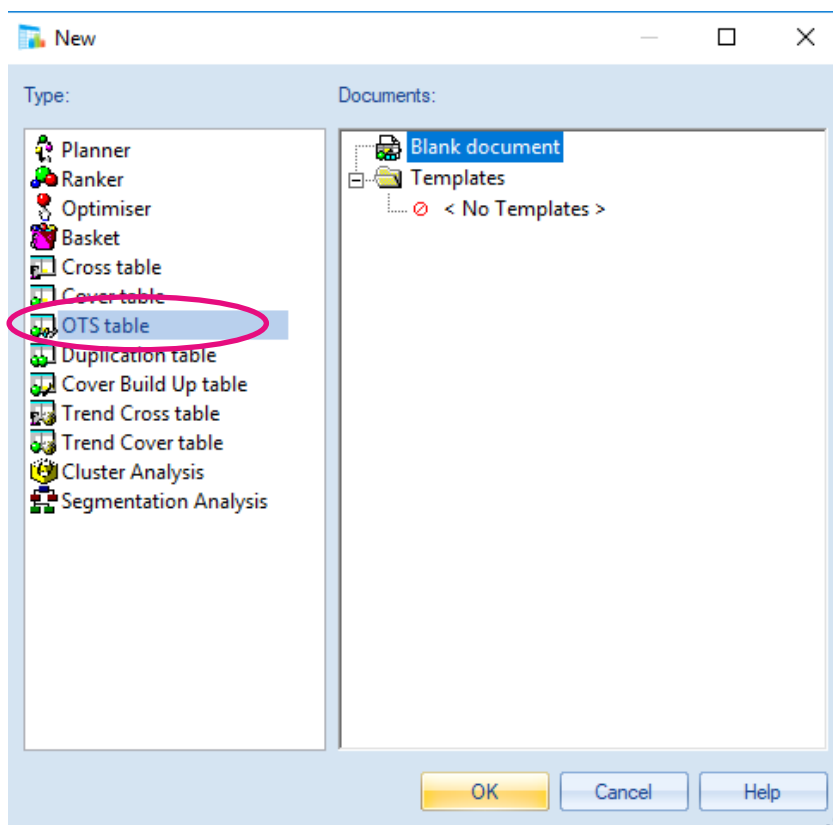 New
Type:
Documents:
Planner
Ranker
Optimiser
Basket
Cross table
Cover table
OTS table
Duplication table
Cover Build Up table
Trend Cross table
Trend Cover table
Cluster Analysis
Segmentation Analysis
Blank document
Templates
< No Templates >
OK
Cancel
Help